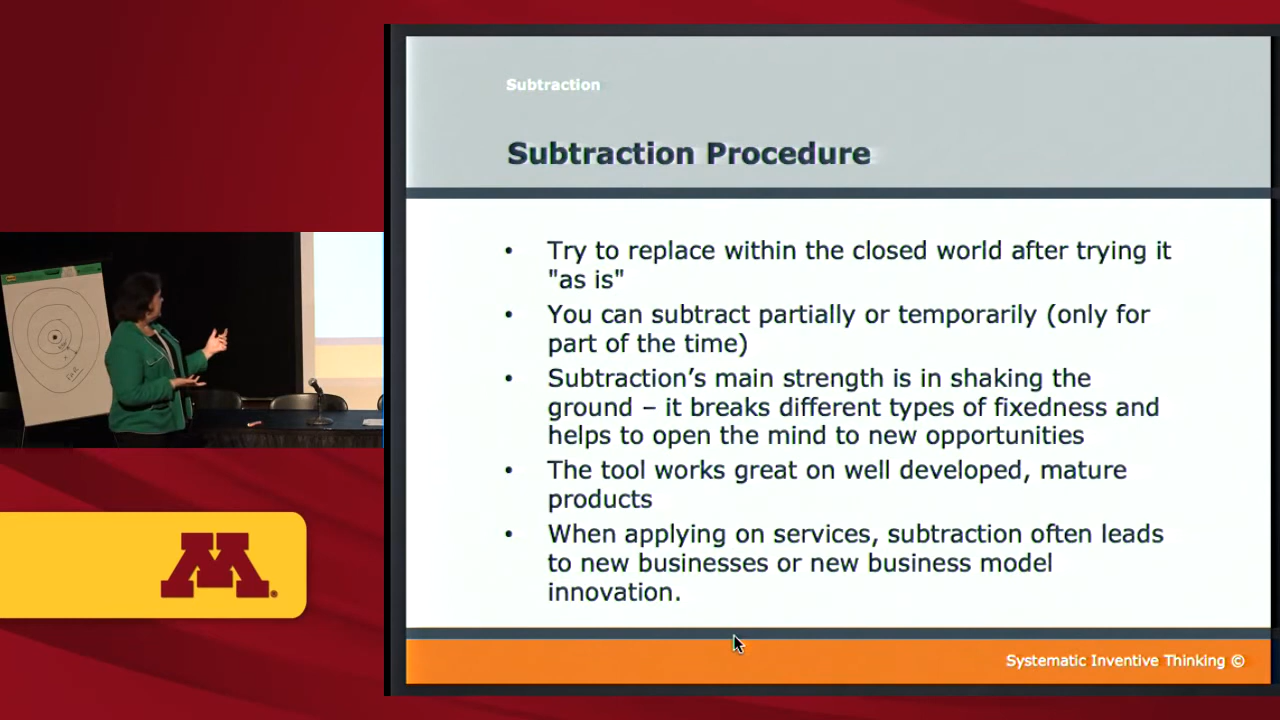 Subtraction
Subtraction Procedure
• Try to replace within the closed world after trying it
"as is"
• You can subtract partially or temporarily (only for
part of the time)
• Subtraction's main strength is in shaking the
ground – it breaks different types of fixedness and
helps to open the mind to new opportunities
• The tool works great on well developed, mature
products
• When applying on services, subtraction often leads
to new businesses or new business model
innovation.
Systematic Inventive Thinking ©
M